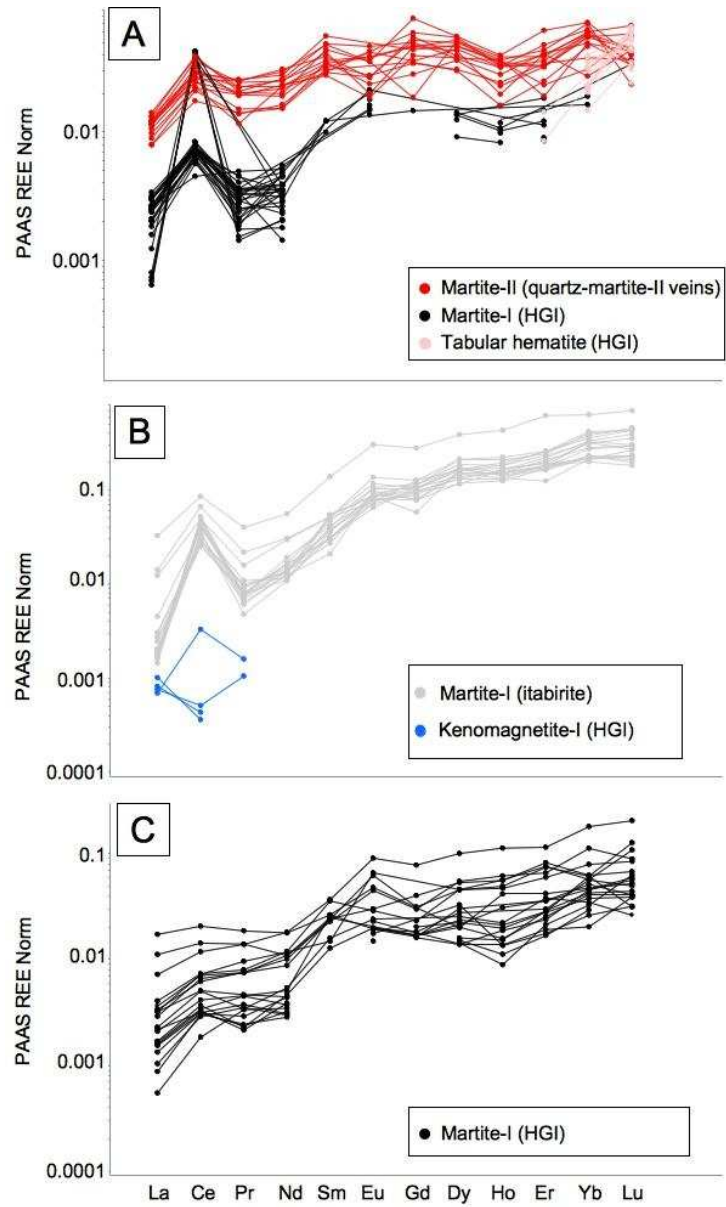 A
PAAS REE Norm
0.01
0.001
Martite-II (quartz-martite-II veins)
Martite-I (HGI)
Tabular hematite (HGI)
B
PAAS REE Norm
0.1
0.01
0.001
0.0001
Martite-I (itabirite)
Kenomagnetite-I (HGI)
C
PAAS REE Norm
0.1
0.01
0.001
0.0001
Martite-I (HGI)
La Ce Pr Nd Sm Eu Gd Dy Ho Er Yb Lu